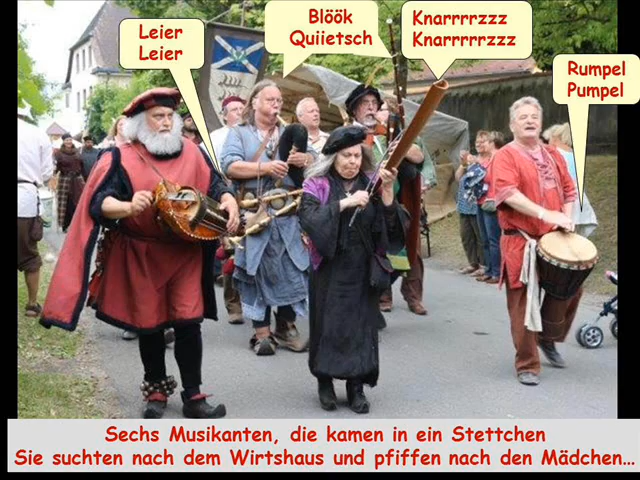 Leier
Leier
Blöök
Quiietsch
Knarrrrzzz
Knarrrrrzzz
Rumpel
Pumpel
Sechs Musikanten, die kamen in ein Stettchen
Sie suchten nach dem Wirtshaus und pfiffen nach den Mädchen...